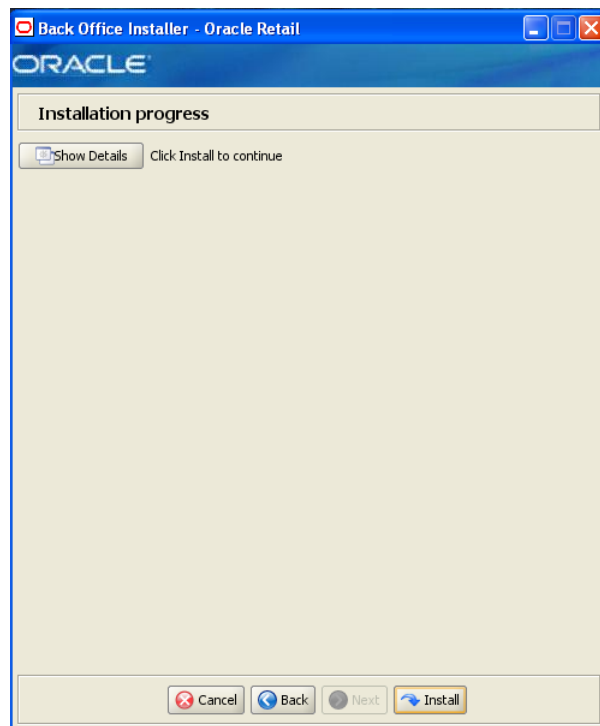 Back Office Installer - Oracle Retail
ORACLE
Installation progress
Show Details Click Install to continue
Cancel Back Next Install